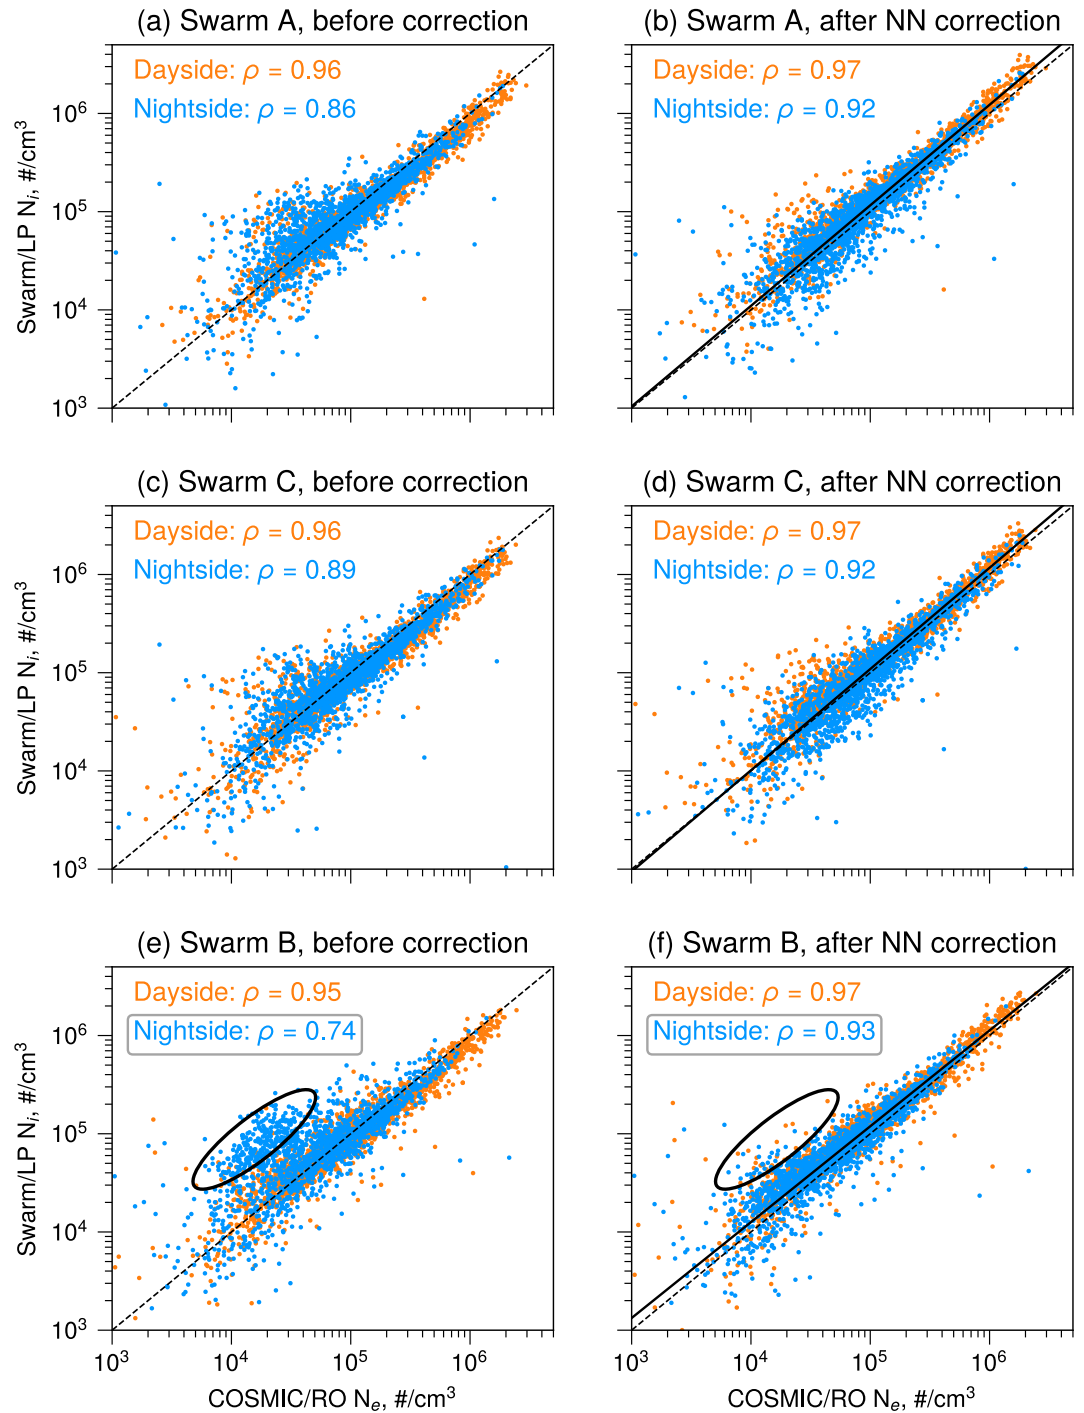 (a) Swarm A, before correction
(b) Swarm A, after NN correction
Dayside: ρ = 0.96
Nightside: ρ = 0.86
Dayside: ρ = 0.97
Nightside: ρ = 0.92
Swarm/LP Nᵢ, #/cm³
10⁶
10⁵
10⁴
10³
(c) Swarm C, before correction
(d) Swarm C, after NN correction
Dayside: ρ = 0.96
Nightside: ρ = 0.89
Dayside: ρ = 0.97
Nightside: ρ = 0.92
Swarm/LP Nᵢ, #/cm³
10⁶
10⁵
10⁴
10³
(e) Swarm B, before correction
(f) Swarm B, after NN correction
Dayside: ρ = 0.95
Nightside: ρ = 0.74
Dayside: ρ = 0.97
Nightside: ρ = 0.93
Swarm/LP Nᵢ, #/cm³
10⁶
10⁵
10⁴
10³
10³ 10⁴ 10⁵ 10⁶
10³ 10⁴ 10⁵ 10⁶
COSMIC/RO Nₑ, #/cm³
COSMIC/RO Nₑ, #/cm³